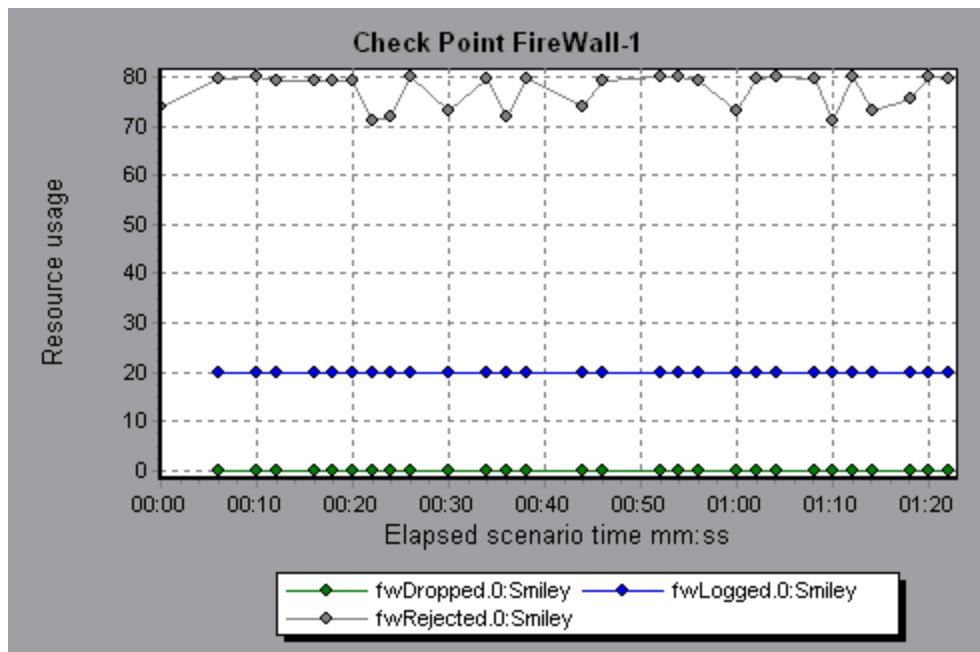 Check Point FireWall-1
80
70
60
50
40
30
20
10
0
Resource usage
00:00 00:10 00:20 00:30 00:40 00:50 01:00 01:10 01:20
Elapsed scenario time mm:ss
fwDropped.0:Smiley fwLogged.0:Smiley
fwRejected.0:Smiley